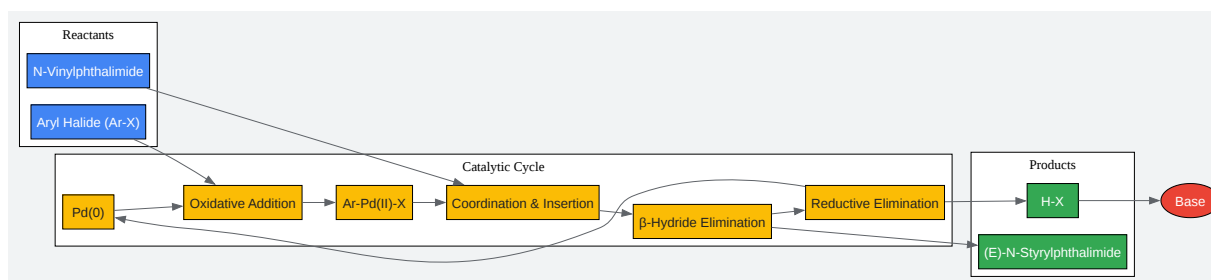 Reactants
N-Vinylphthalimide
Aryl Halide (Ar-X)
Catalytic Cycle
Pd(0)
Oxidative Addition
Ar-Pd(II)-X
Coordination & Insertion
β-Hydride Elimination
Reductive Elimination
Products
H-X
(E)-N-Styrylphthalimide
Base